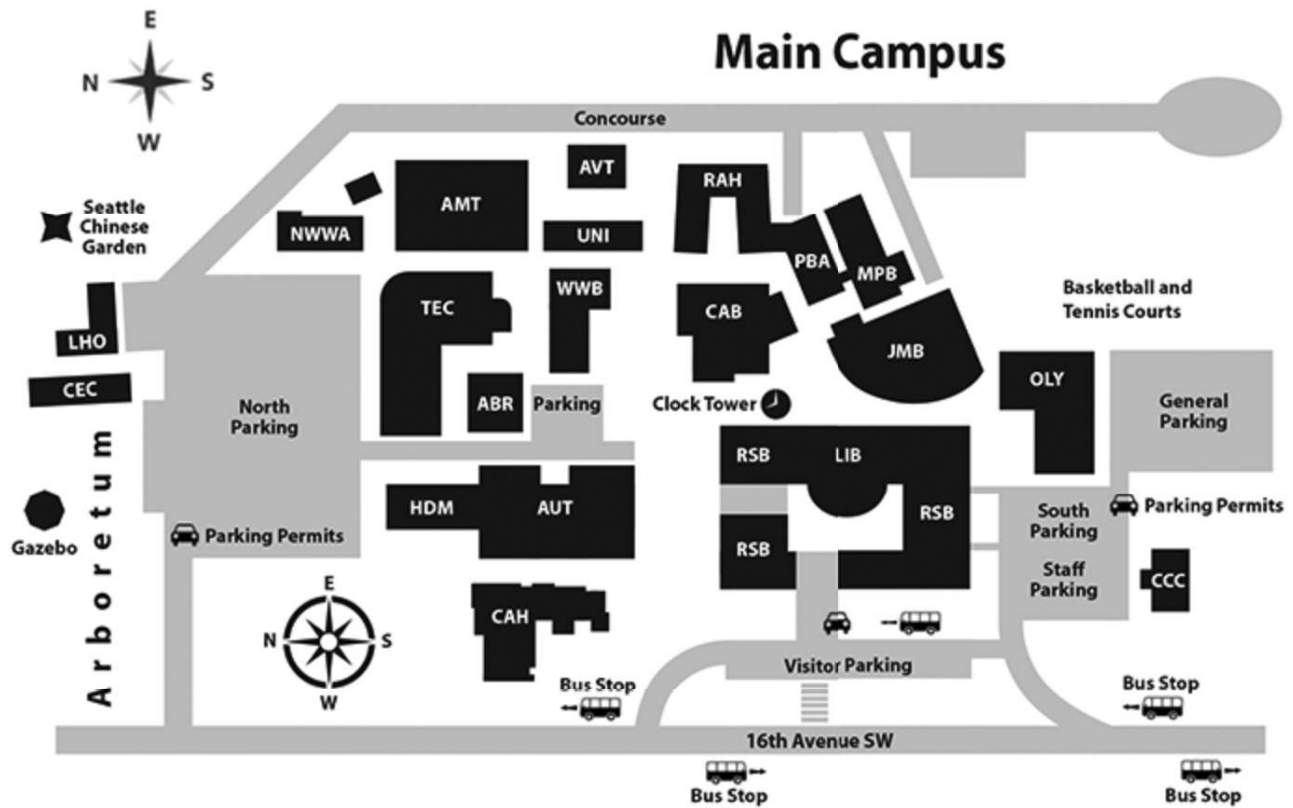 Main Campus
E
N
S
W
Concourse
AVT
RAH
AMT
Seattle
Chinese
Garden
NWWA
UNI
PBA
MPB
WWB
TEC
CAB
Basketball and
Tennis Courts
LHO
JMB
CEC
OLY
North
Parking
ABR
Parking
Clock Tower
General
Parking
RSB
LIB
HDM
AUT
RSB
South
Parking
Parking Permits
Arboretum
Gazebo
Parking Permits
RSB
Staff
Parking
CCC
E
N
S
W
CAH
Visitor Parking
Bus Stop
Bus Stop
16th Avenue SW
Bus Stop
Bus Stop